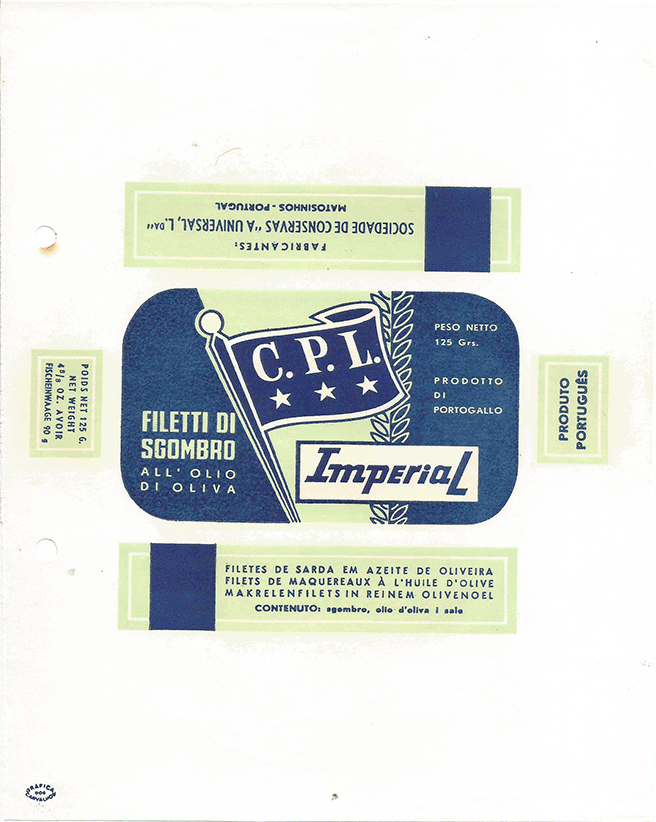 FABRICANTES:
SOCIEDADE DE CONSERVAS "A UNIVERSAL, L.DA"
MATOSINHOS - PORTUGAL
C. P. L.
PESO NETTO
125 Grs.
PRODOTTO
DI
PORTOGALLO
FILETTI DI
SGOMBRO
ALL' OLIO
DI OLIVA
Imperial
POIDS NET 125 G.
NET WEIGHT
4 3/8 OZ. AVOIR
FISCHEINWAAGE 90 g
PRODUTO
PORTUGUÊS
FILETES DE SARDA EM AZEITE DE OLIVEIRA
FILETS DE MAQUEREAUX À L'HUILE D'OLIVE
MAKRELENFILETS IN REINEM OLIVENOEL
CONTENUTO: sgombro, olio d'oliva i sale
GRAFICA
DOS
CARVALHOS